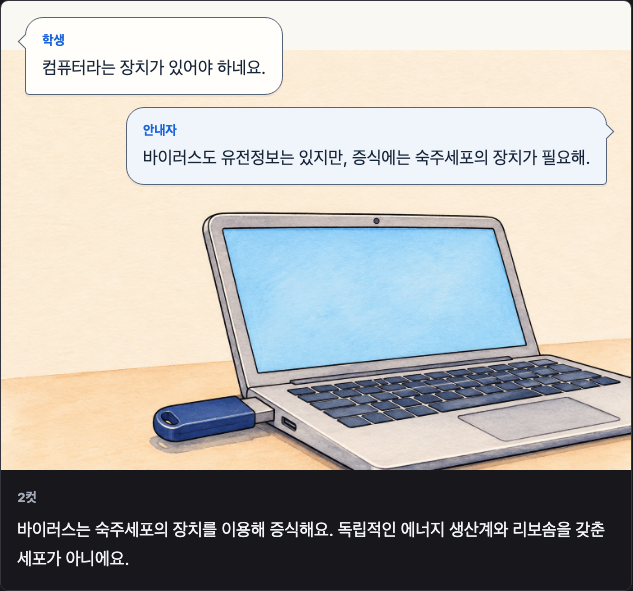 학생
컴퓨터라는 장치가 있어야 하네요.
안내자
바이러스도 유전정보는 있지만, 증식에는 숙주세포의 장치가 필요해.
2컷
바이러스는 숙주세포의 장치를 이용해 증식해요. 독립적인 에너지 생산계와 리보솜을 갖춘
세포가 아니에요.